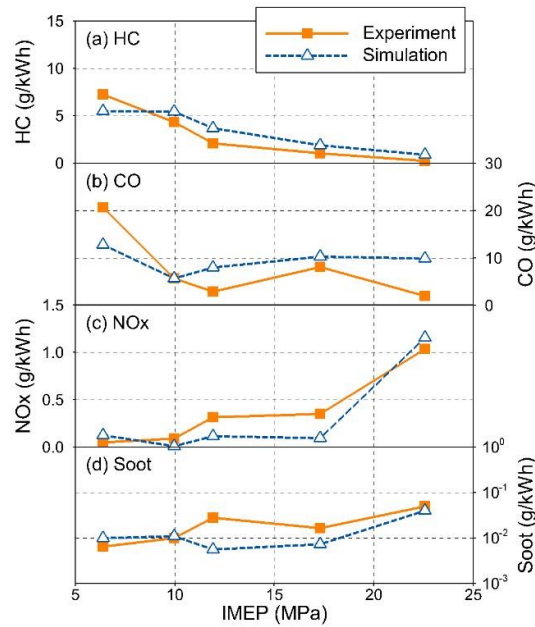 Experiment
Simulation
15
(a) HC
10
HC (g/kWh)
5
0
30
(b) CO
20
CO (g/kWh)
10
0
1.5
(c) NOx
1.0
NOx (g/kWh)
0.5
0.0
10⁰
(d) Soot
10⁻¹
Soot (g/kWh)
10⁻²
10⁻³
5 10 15 20 25
IMEP (MPa)